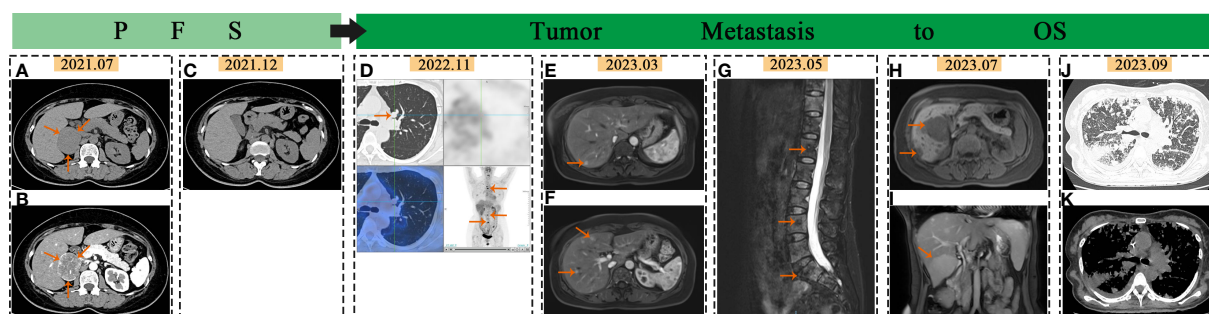 P F S
Tumor Metastasis to OS
A 2021.07
B
C 2021.12
D 2022.11
E 2023.03
F
G 2023.05
H 2023.07
I
J 2023.09
K